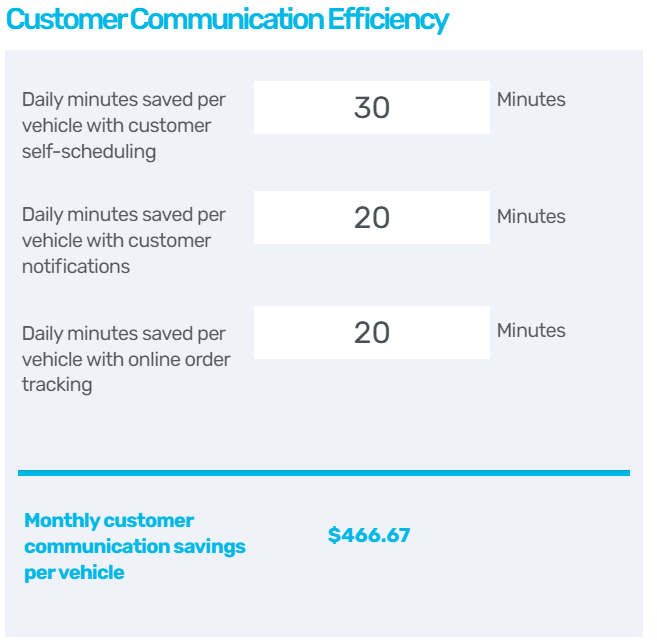 Customer Communication Efficiency
Daily minutes saved per
vehicle with customer
self-scheduling
30
Minutes
Daily minutes saved per
vehicle with customer
notifications
20
Minutes
Daily minutes saved per
vehicle with online order
tracking
20
Minutes
Monthly customer
communication savings
per vehicle
$466.67